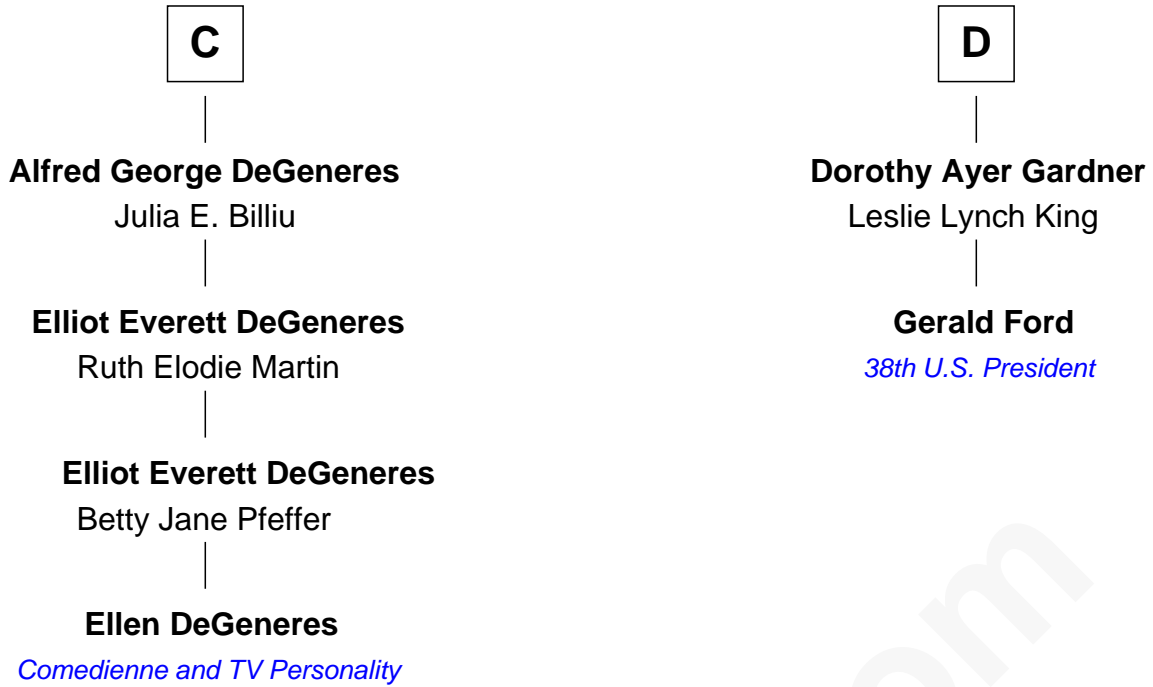 C
Alfred George DeGeneres
Julia E. Billiu
Elliot Everett DeGeneres
Ruth Elodie Martin
Elliot Everett DeGeneres
Betty Jane Pfeffer
Ellen DeGeneres
Comedienne and TV Personality
D
Dorothy Ayer Gardner
Leslie Lynch King
Gerald Ford
38th U.S. President
om